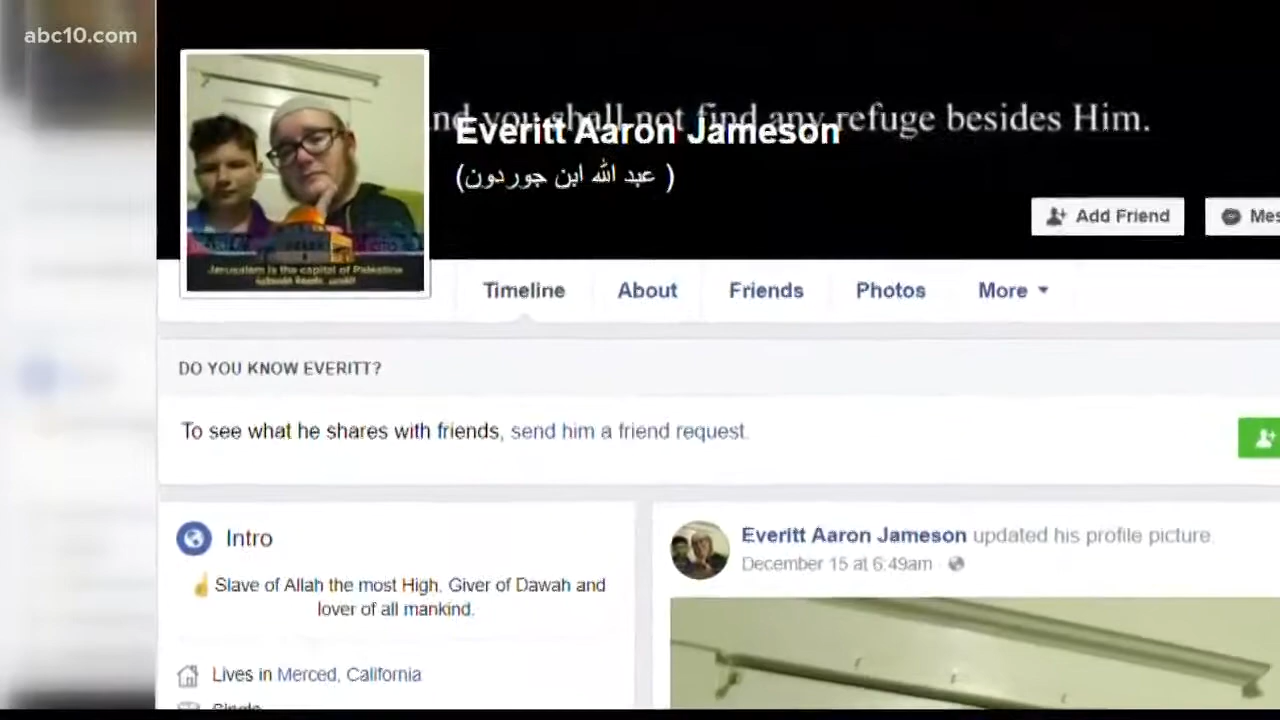 abc10.com
nd you shall not find any refuge besides Him.
Everitt Aaron Jameson
(عبد الله ابن جوردون )
Add Friend
Mes
Jerusalem is the capital of Palestine
Timeline
About
Friends
Photos
More
DO YOU KNOW EVERITT?
To see what he shares with friends, send him a friend request.
Intro
☝Slave of Allah the most High. Giver of Dawah and
lover of all mankind.
Lives in Merced, California
Single
Everitt Aaron Jameson updated his profile picture.
December 15 at 6:49am ·